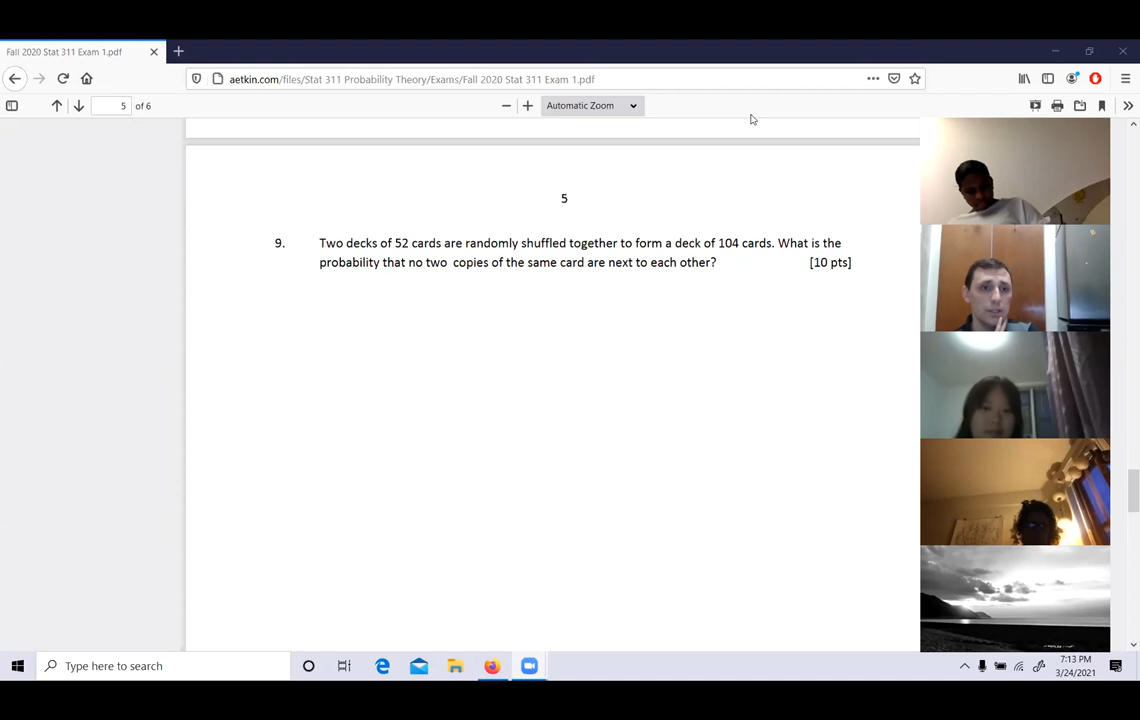 Fall 2020 Stat 311 Exam 1.pdf
aetkin.com/files/Stat 311 Probability Theory/Exams/Fall 2020 Stat 311 Exam 1.pdf
5 of 6
Automatic Zoom
5
9. Two decks of 52 cards are randomly shuffled together to form a deck of 104 cards. What is the
probability that no two copies of the same card are next to each other? [10 pts]
Type here to search
7:13 PM
3/24/2021